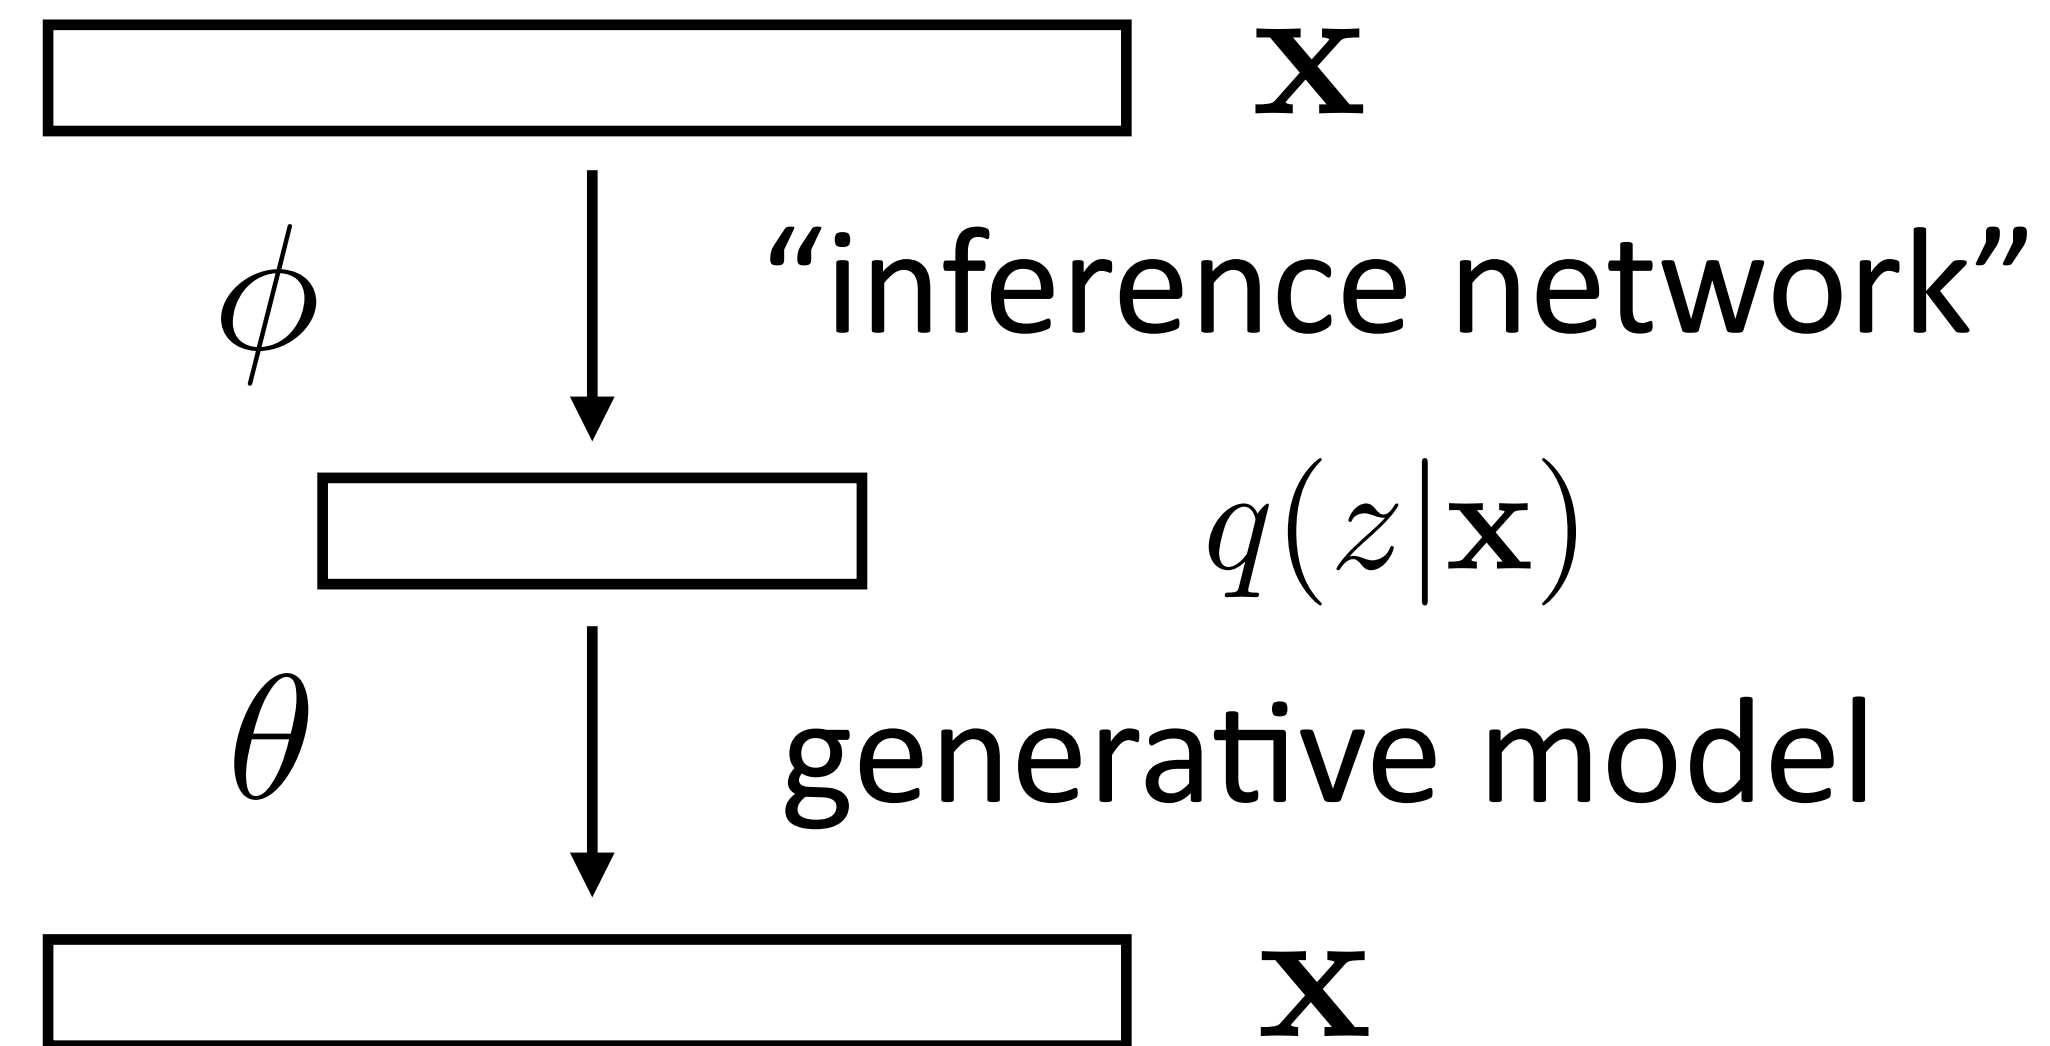 x
ϕ “inference network”
q(z|x)
θ generative model
x